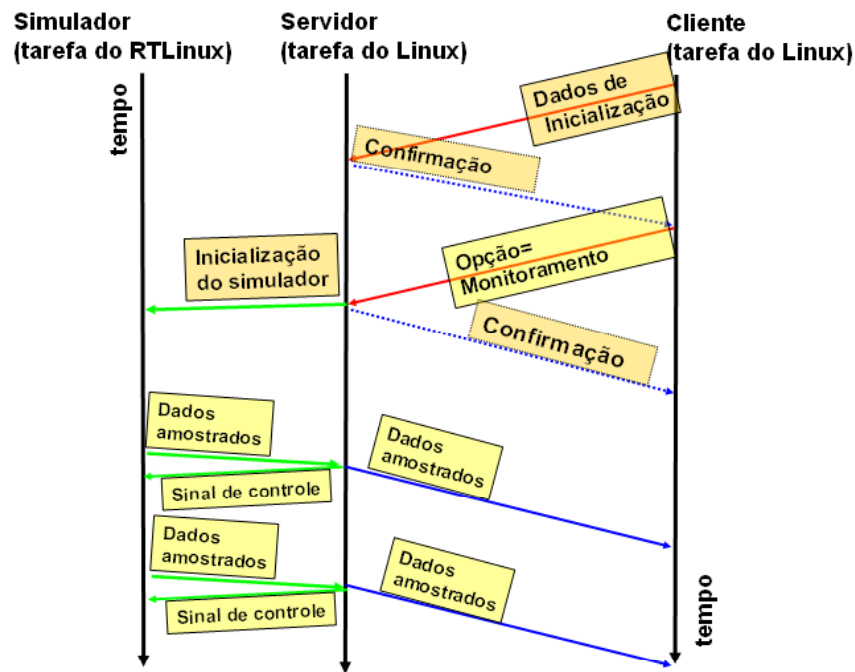 Simulador
(tarefa do RTLinux)
Servidor
(tarefa do Linux)
Cliente
(tarefa do Linux)
tempo
Dados de
Inicialização
Confirmação
Opção=
Monitoramento
Inicialização
do simulador
Confirmação
Dados
amostrados
Dados
amostrados
Sinal de controle
Dados
amostrados
Dados
amostrados
Sinal de controle
tempo